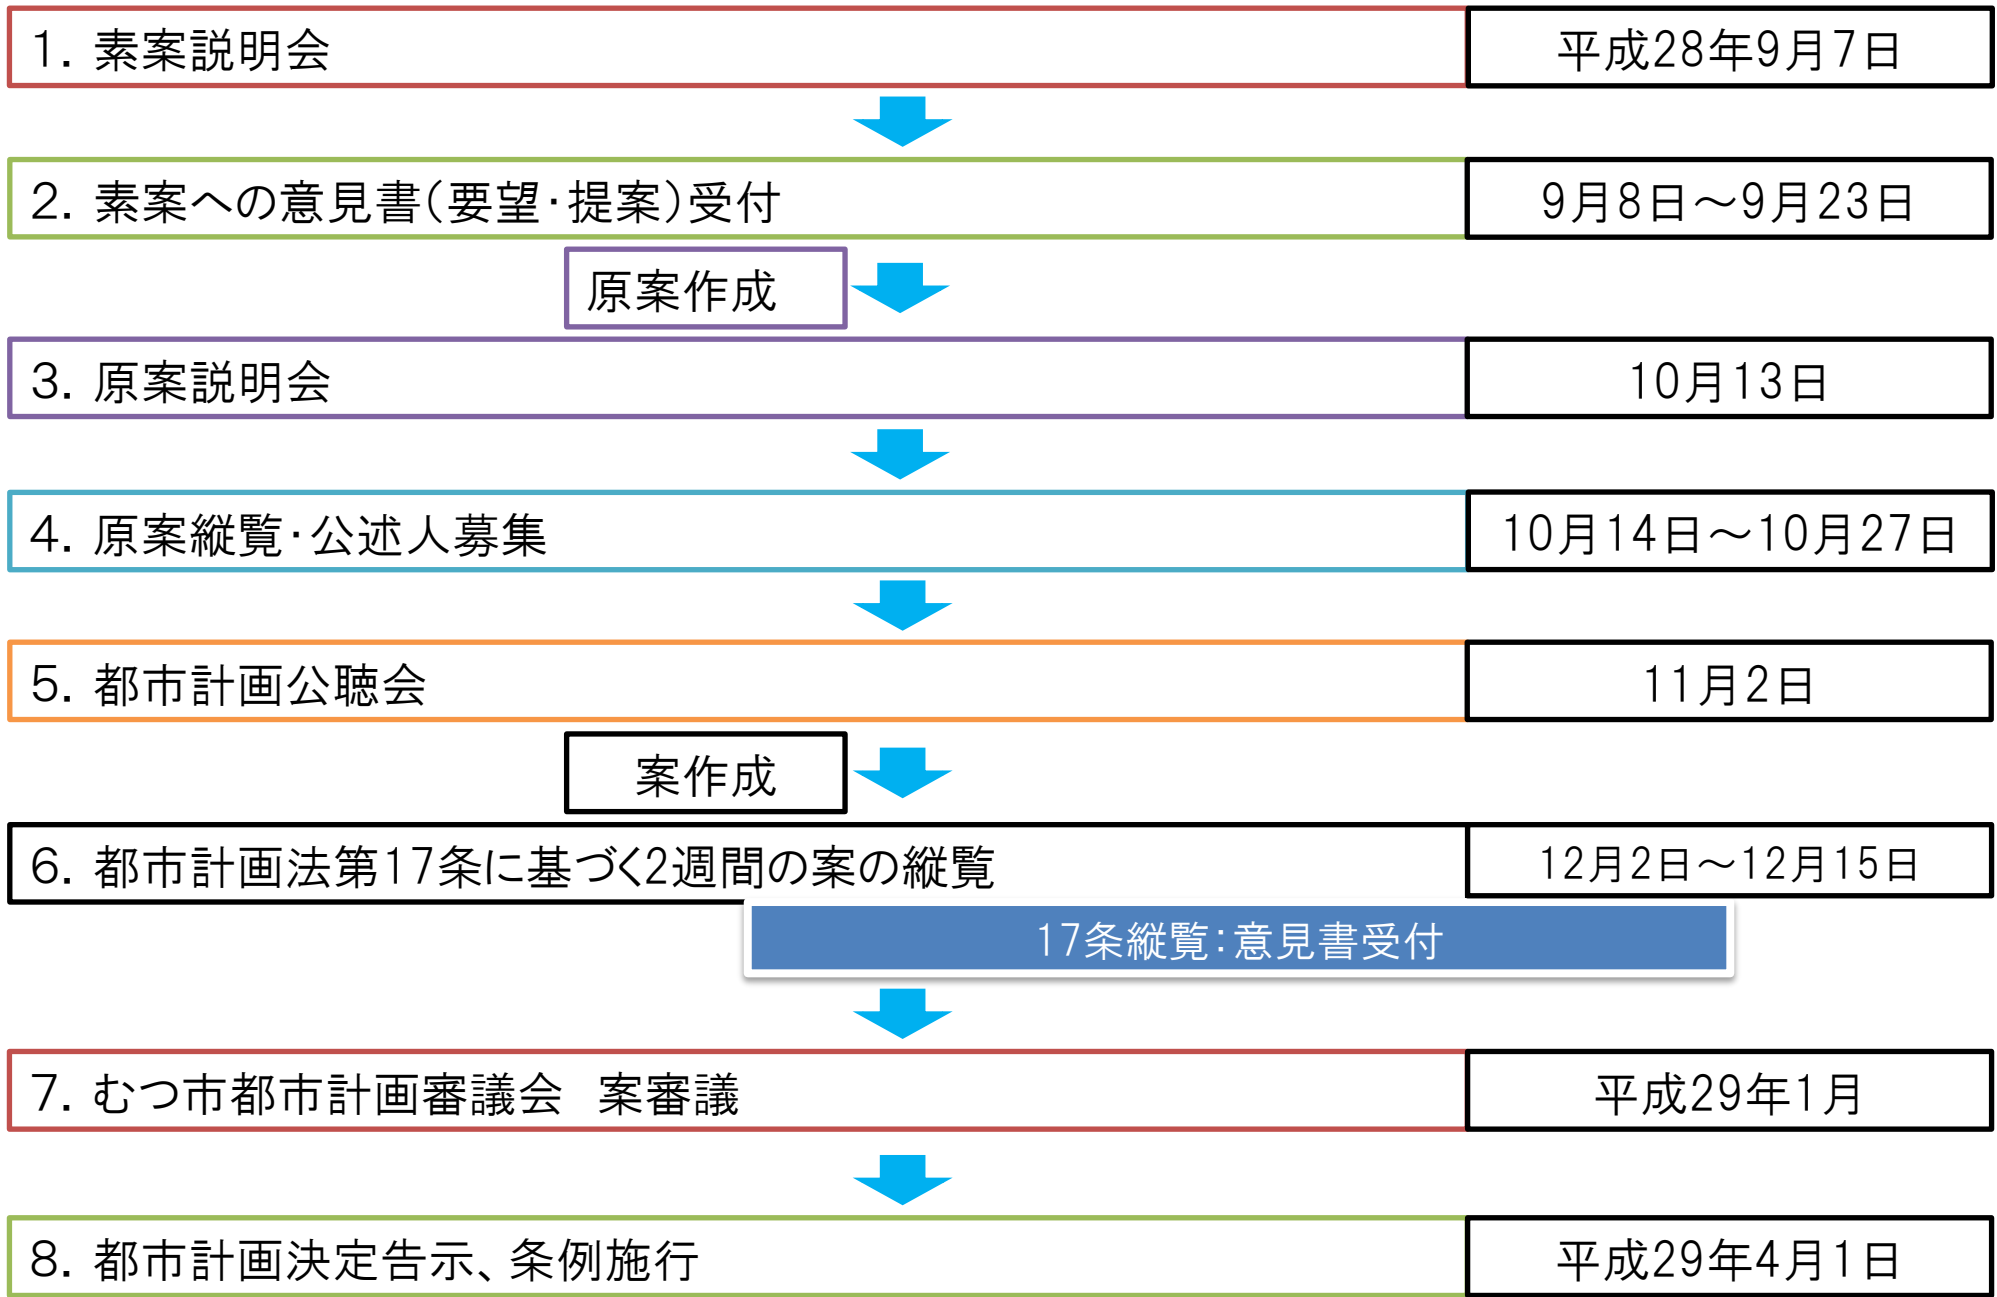 1. 素案説明会
平成28年9月7日
2. 素案への意見書(要望・提案)受付
9月8日～9月23日
原案作成
3. 原案説明会
10月13日
4. 原案縦覧・公述人募集
10月14日～10月27日
5. 都市計画公聴会
11月2日
案作成
6. 都市計画法第17条に基づく2週間の案の縦覧
12月2日～12月15日
17条縦覧：意見書受付
7. むつ市都市計画審議会　案審議
平成29年1月
8. 都市計画決定告示、条例施行
平成29年4月1日